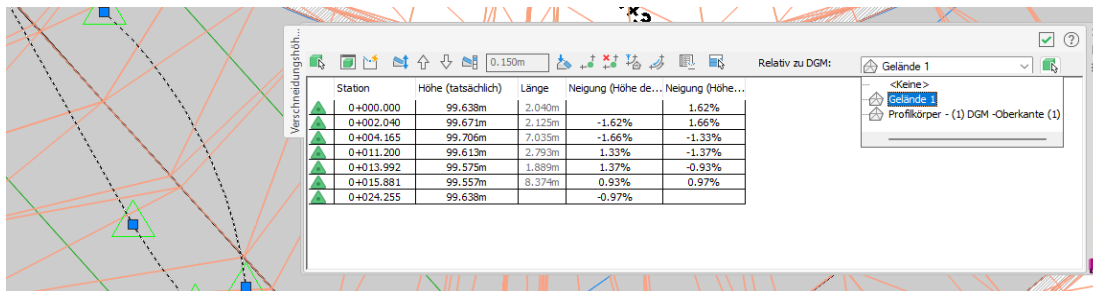 Verschneidungshöh...
0.150m
Relativ zu DGM:
Gelände 1
<Keine>
Gelände 1
Profilkörper - (1) DGM -Oberkante (1)
Station Höhe (tatsächlich) Länge Neigung (Höhe de... Neigung (Höhe...
0+000.000 99.638m 2.040m 1.62%
0+002.040 99.671m 2.125m -1.62% 1.66%
0+004.165 99.706m 7.035m -1.66% -1.33%
0+011.200 99.613m 2.793m 1.33% -1.37%
0+013.992 99.575m 1.889m 1.37% -0.93%
0+015.881 99.557m 8.374m 0.93% 0.97%
0+024.255 99.638m -0.97%